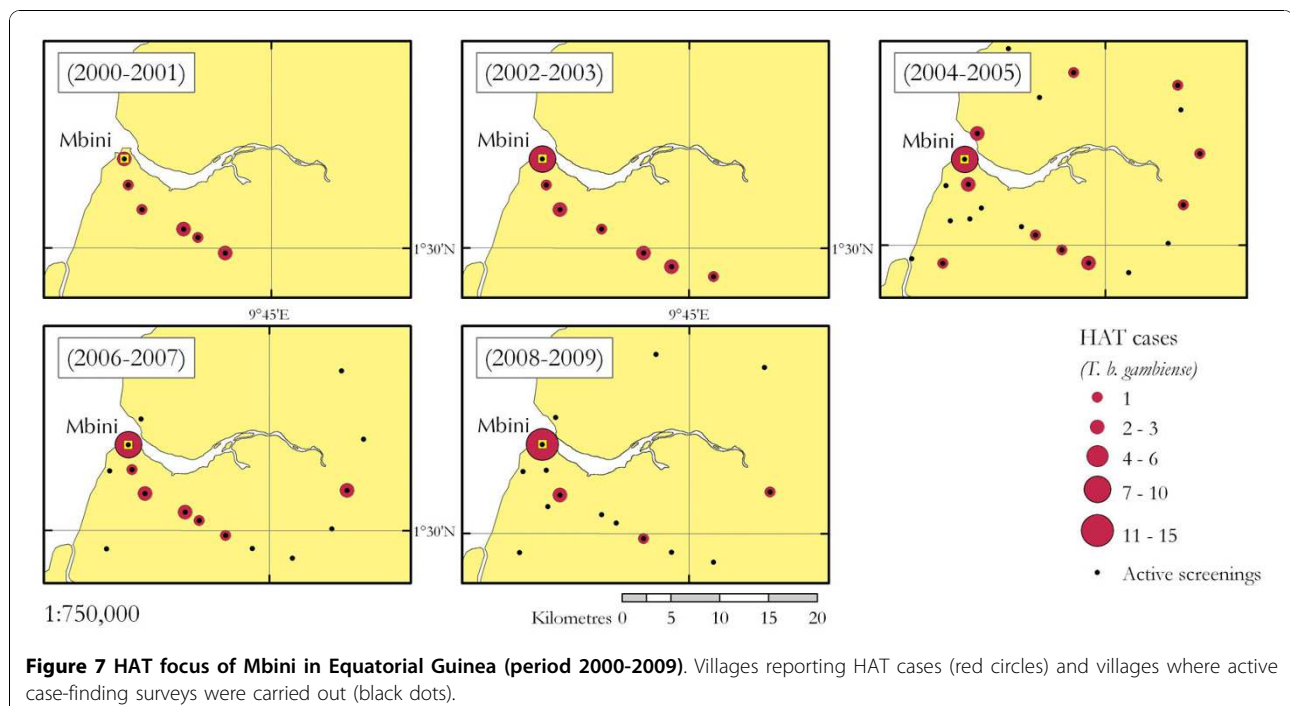 (2000-2001)
Mbini
(2002-2003)
Mbini
(2004-2005)
Mbini
1°30'N
1°30'N
9°45'E
9°45'E
(2006-2007)
Mbini
(2008-2009)
Mbini
1°30'N
HAT cases
(T. b. gambiense)
1
2 - 3
4 - 6
7 - 10
11 - 15
Active screenings
1:750,000
Kilometres 0 5 10 15 20
Figure 7 HAT focus of Mbini in Equatorial Guinea (period 2000-2009). Villages reporting HAT cases (red circles) and villages where active
case-finding surveys were carried out (black dots).